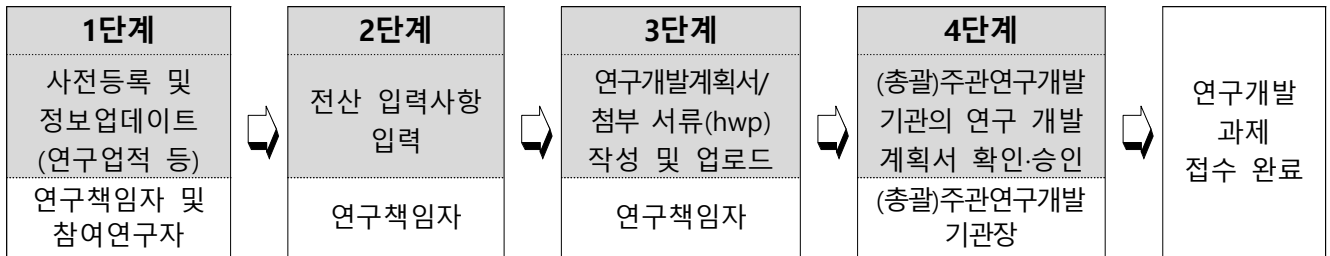 1단계
사전등록 및
정보업데이트
(연구업적 등)
연구책임자 및
참여연구자
2단계
전산 입력사항
입력
연구책임자
3단계
연구개발계획서/
첨부 서류(hwp)
작성 및 업로드
연구책임자
4단계
(총괄)주관연구개발
기관의 연구 개발
계획서 확인·승인
(총괄)주관연구개발
기관장
연구개발
과제
접수 완료